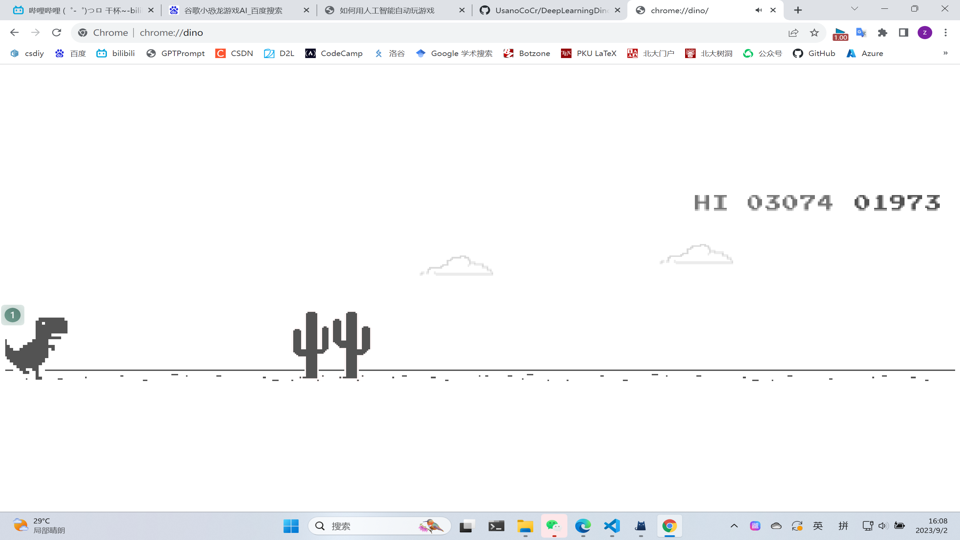 哔哩哔哩 (゜-゜)つロ 干杯~-bili
谷歌小恐龙游戏AI_百度搜索
如何用人工智能自动玩游戏
UsanoCoCr/DeepLearningDino
chrome://dino/
Chrome | chrome://dino
z
1.00
csdiy
百度
bilibili
GPTPrompt
CSDN
D2L
CodeCamp
洛谷
Google 学术搜索
Botzone
PKU LaTeX
北大门户
北大树洞
公众号
GitHub
Azure
»
HI 03074 01973
1
29°C
局部晴朗
搜索
英
拼
16:08
2023/9/2